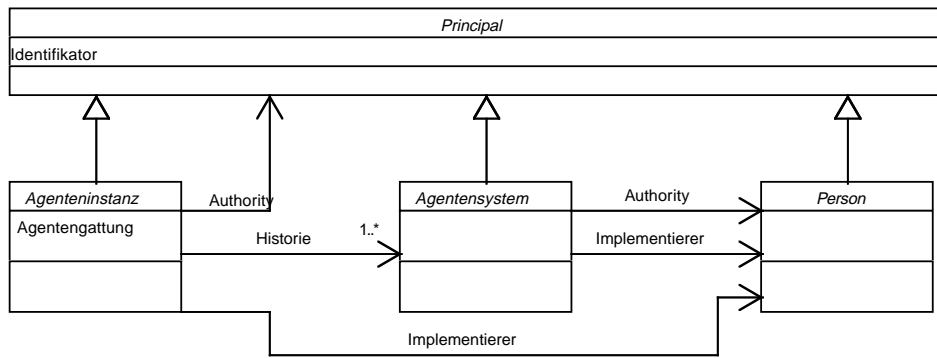 Principal
Identifikator
Agenteninstanz
Authority
Agentensystem
Authority
Person
Agentengattung
Historie
1..*
Implementierer
Implementierer